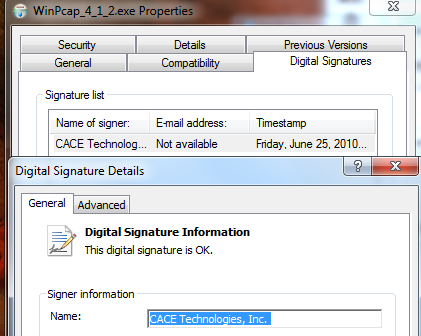 WinPcap_4_1_2.exe Properties
Security Details Previous Versions
General Compatibility Digital Signatures
Signature list
Name of signer: E-mail address: Timestamp
CACE Technolog... Not available Friday, June 25, 2010...
Digital Signature Details
General Advanced
Digital Signature Information
This digital signature is OK.
Signer information
Name: CACE Technologies, Inc.